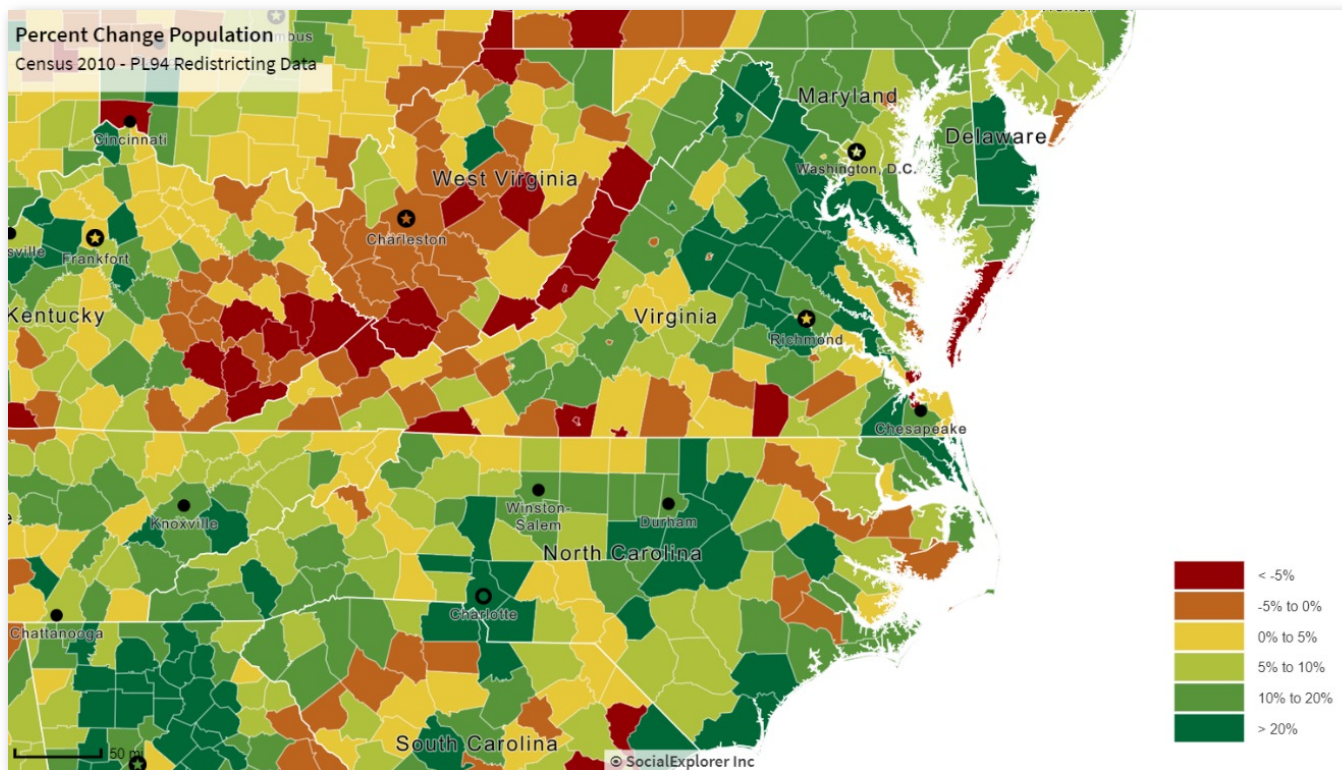 Percent Change Population
Census 2010 - PL94 Redistricting Data
Cincinnati
Maryland
Delaware
Washington, D.C.
West Virginia
Charleston
Frankfort
Kentucky
Virginia
Richmond
Chesapeake
Knoxville
Winston-
Salem
Durham
North Carolina
Charlotte
Chattanooga
South Carolina
50 mi
© SocialExplorer Inc
< -5%
-5% to 0%
0% to 5%
5% to 10%
10% to 20%
> 20%